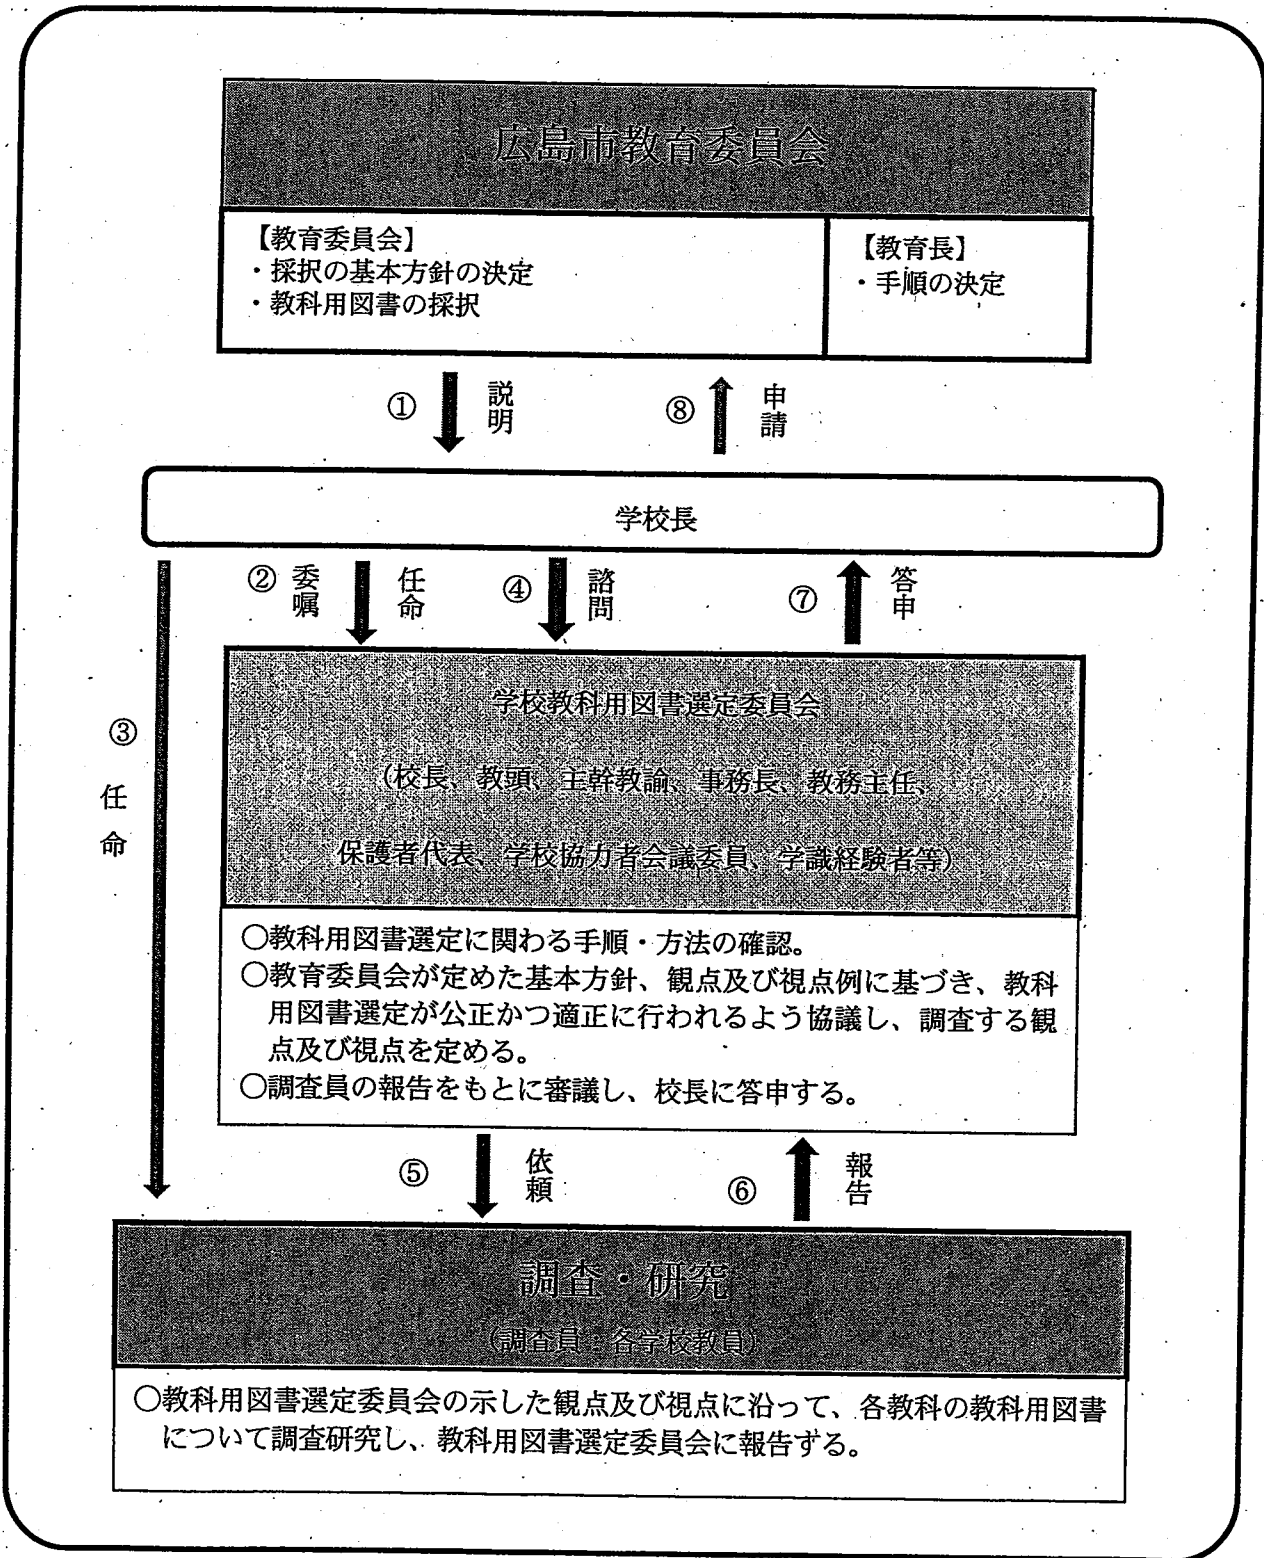 広島市教育委員会
【教育委員会】
・採択の基本方針の決定
・教科用図書の採択
【教育長】
・手順の決定
① 説明
⑧ 申請
学校長
② 委嘱 任命
④ 諮問
⑦ 答申
③ 任命
学校教科用図書選定委員会
(校長、教頭、主幹教諭、事務長、教務主任、
保護者代表、学校協力者会議委員、学識経験者等)
〇教科用図書選定に関わる手順・方法の確認。
〇教育委員会が定めた基本方針、観点及び視点例に基づき、教科
用図書選定が公正かつ適正に行われるよう協議し、調査する観
点及び視点を定める。
〇調査員の報告をもとに審議し、校長に答申する。
⑤ 依頼
⑥ 報告
調査・研究
(調査員:各学校教員)
〇教科用図書選定委員会の示した観点及び視点に沿って、各教科の教科用図書
について調査研究し、教科用図書選定委員会に報告する。